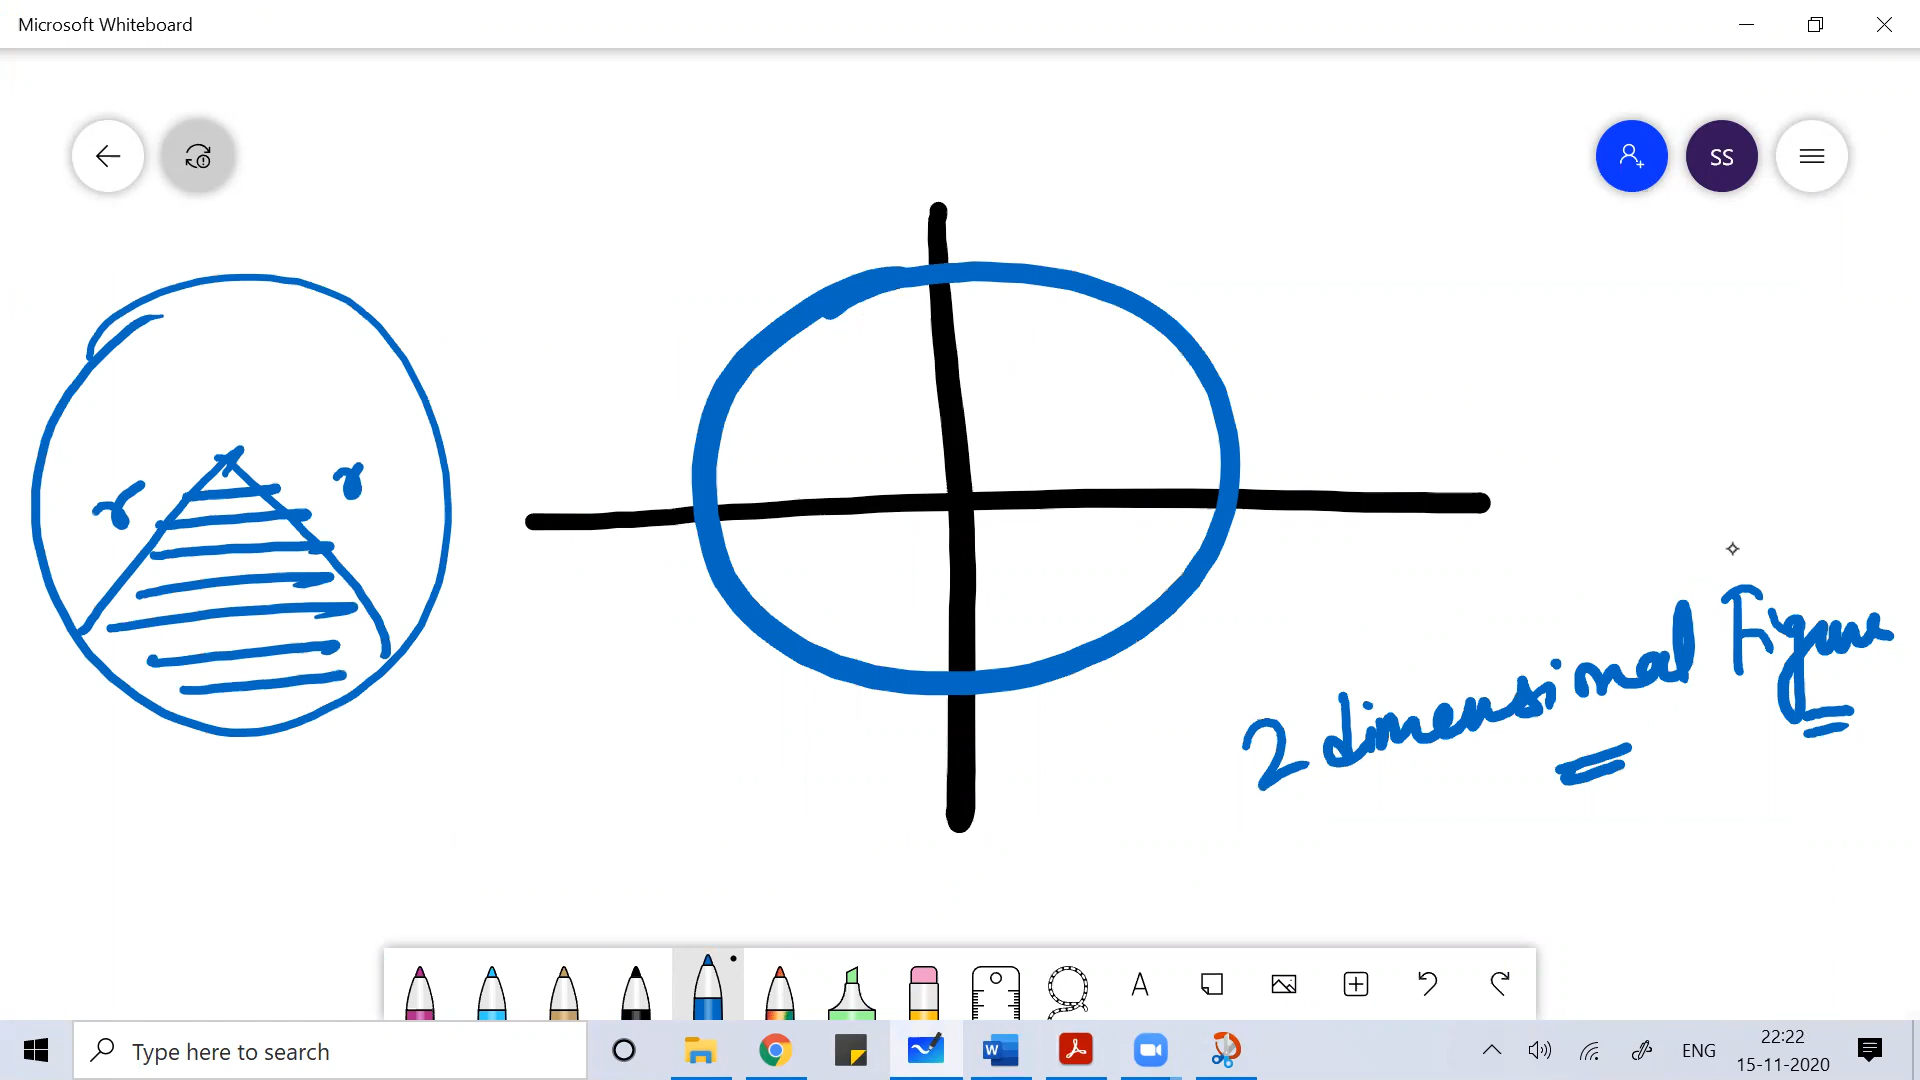 Microsoft Whiteboard
SS
r
r
2 dimensional Figure
A
W
Type here to search
ENG
22:22
15-11-2020